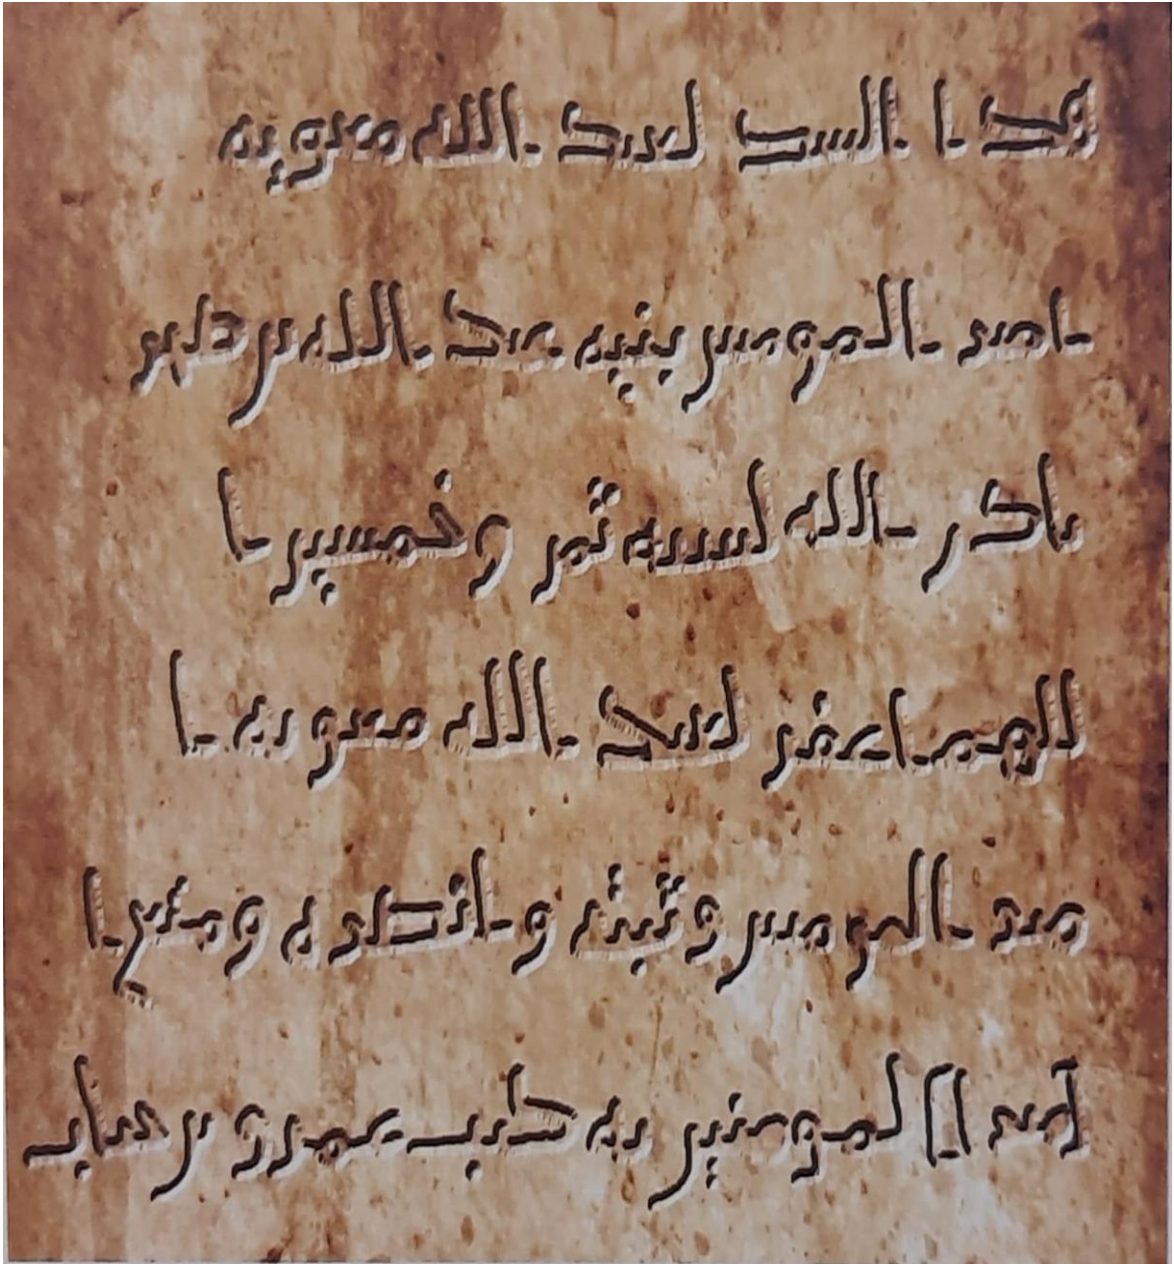 هذا السد لعبد الله معوية
امير المومنين بنيه عبد الله بن صخر
باذن الله لسنة ثمن وخمسين ا
للهم اغفر لعبد الله معوية ا
مير المومنين وثبته وانصره ومتع ا
لمومنين به كتب عمرو بن حباب